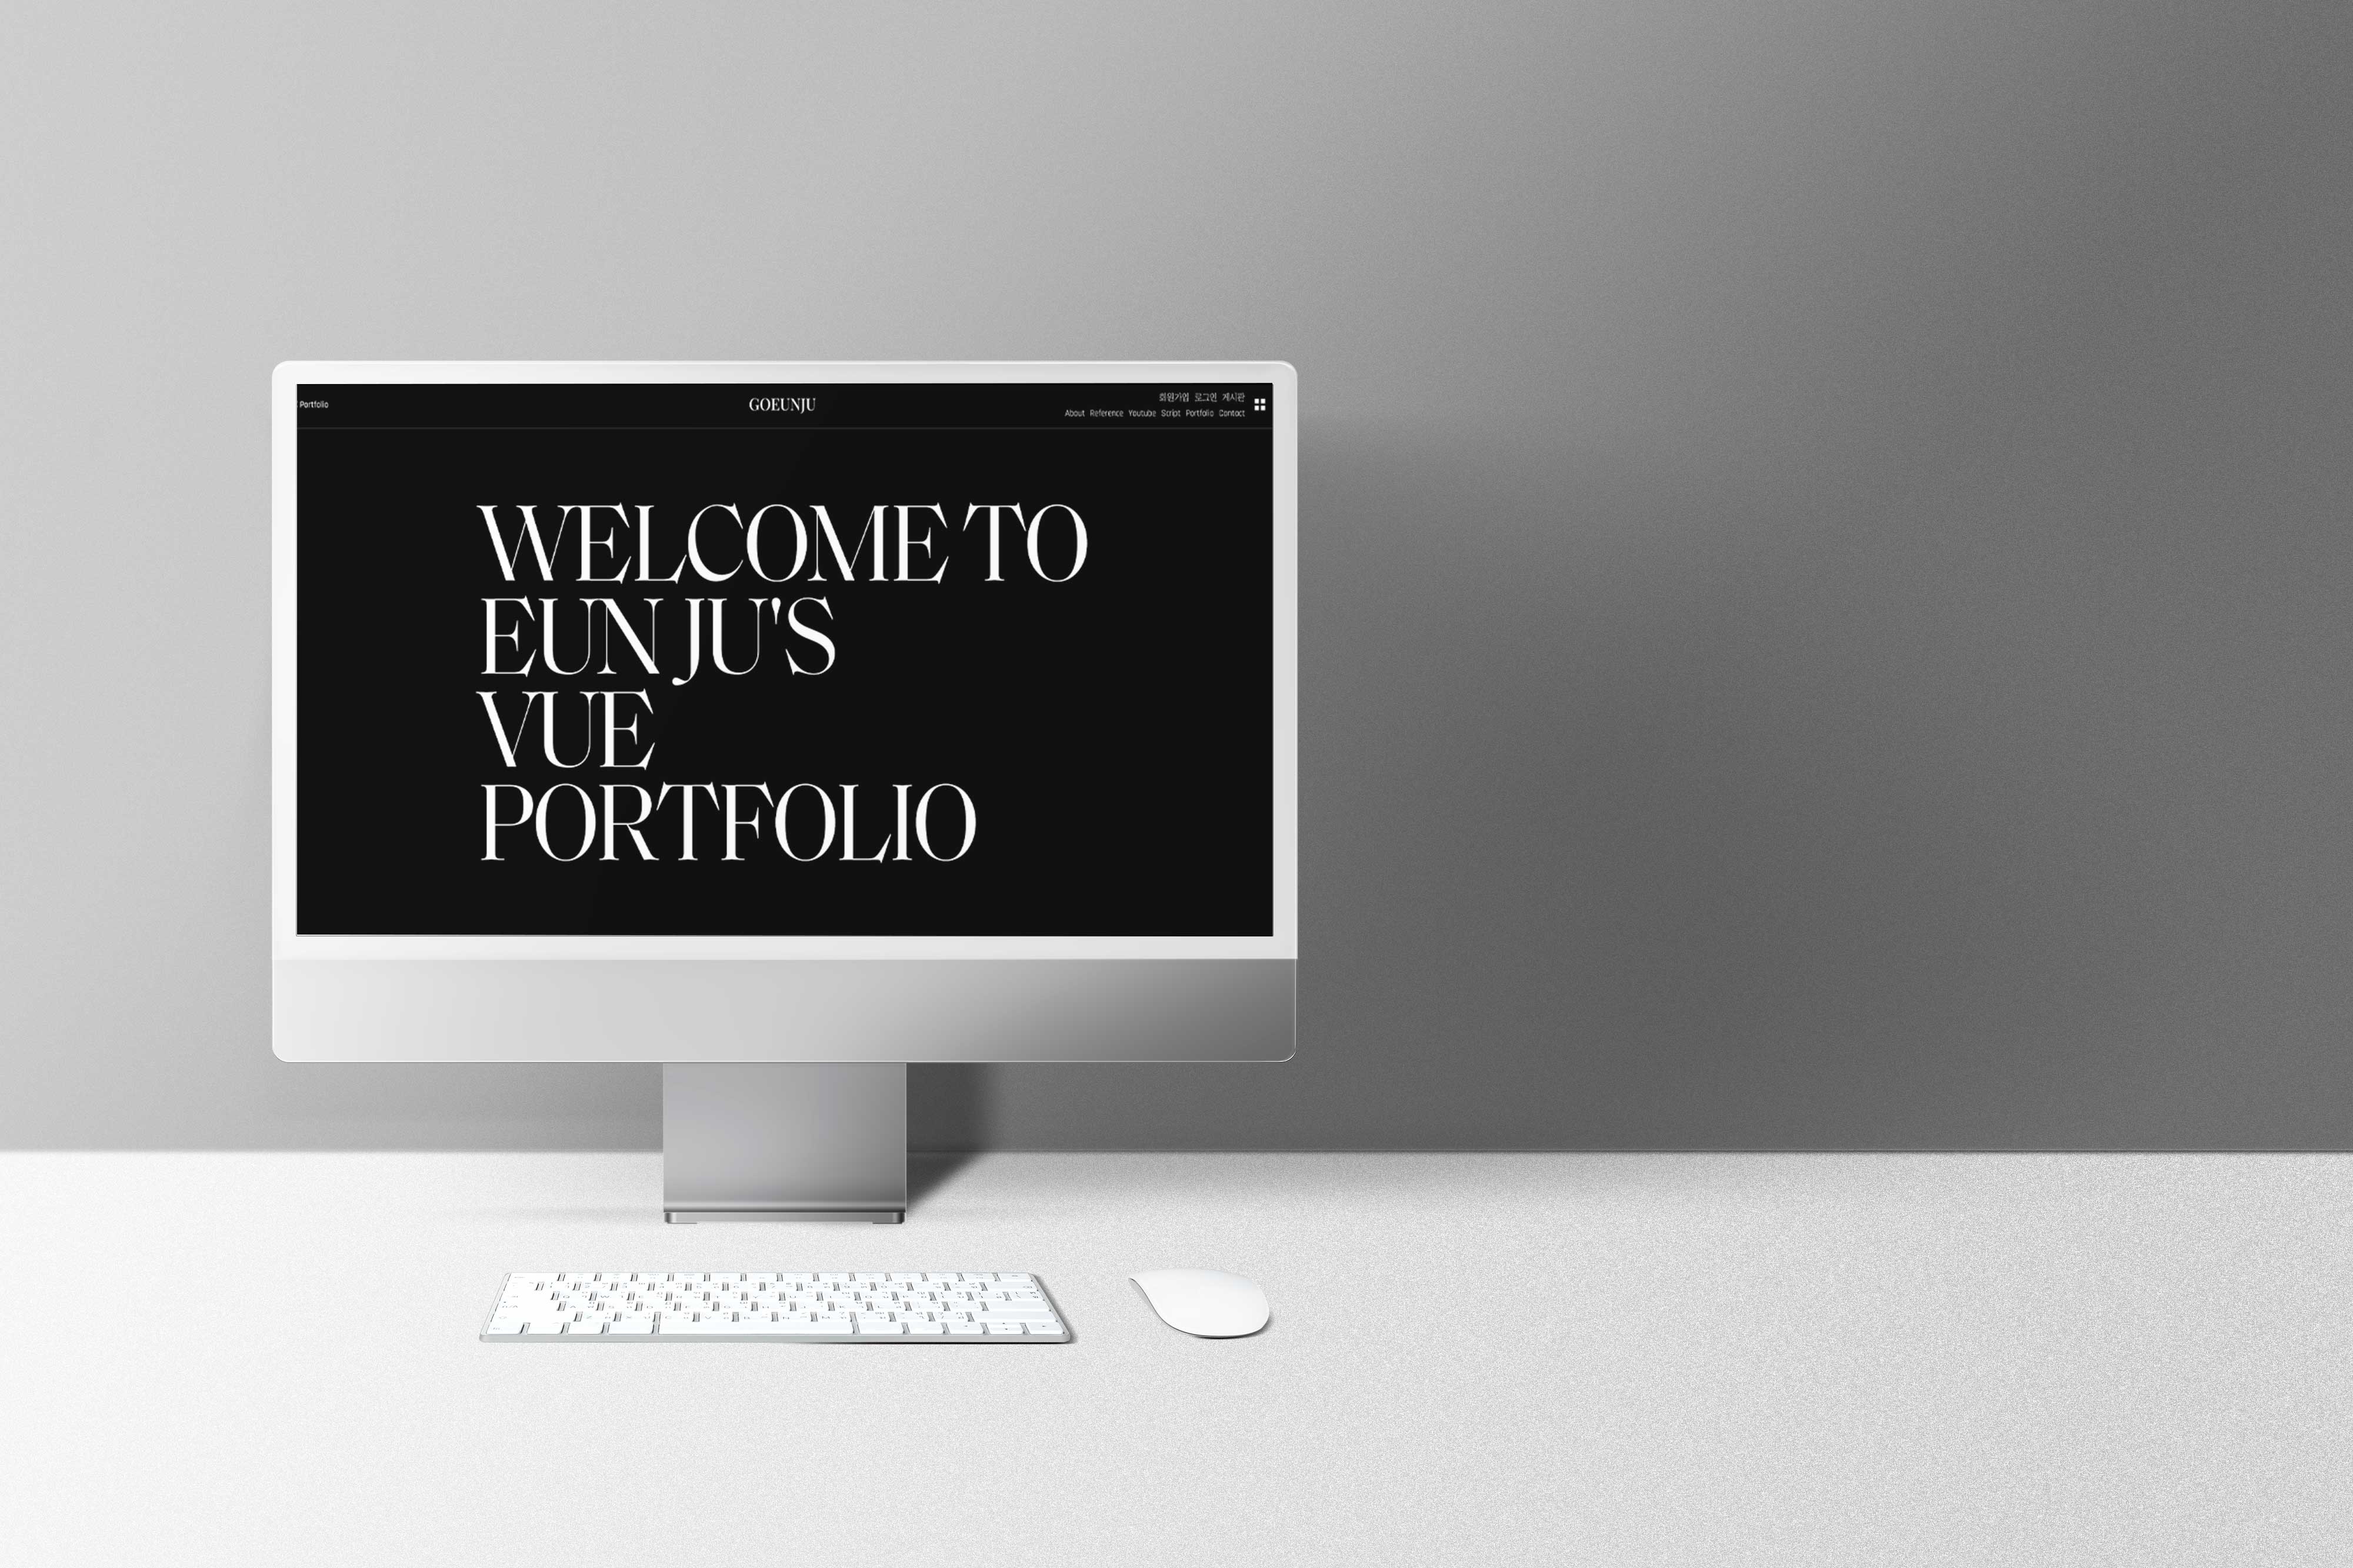 Portfolio
GOEUNJU
회원가입 로그인 게시판
About Reference Youtube Script Portfolio Contact
WELCOME TO
EUN JU'S
VUE
PORTFOLIO